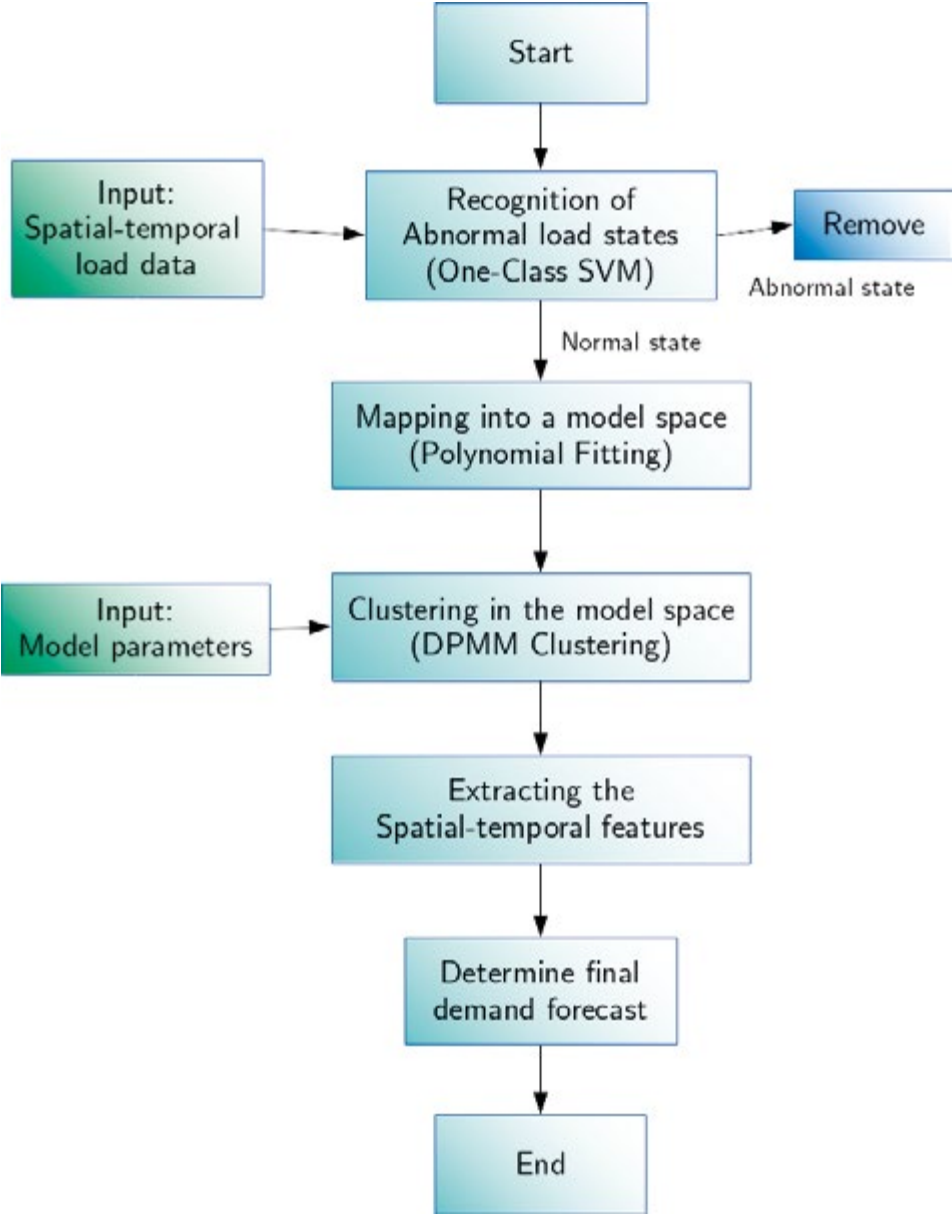 Start
Input:
Spatial-temporal
load data
Recognition of
Abnormal load states
(One-Class SVM)
Remove
Abnormal state
Normal state
Mapping into a model space
(Polynomial Fitting)
Input:
Model parameters
Clustering in the model space
(DPMM Clustering)
Extracting the
Spatial-temporal features
Determine final
demand forecast
End